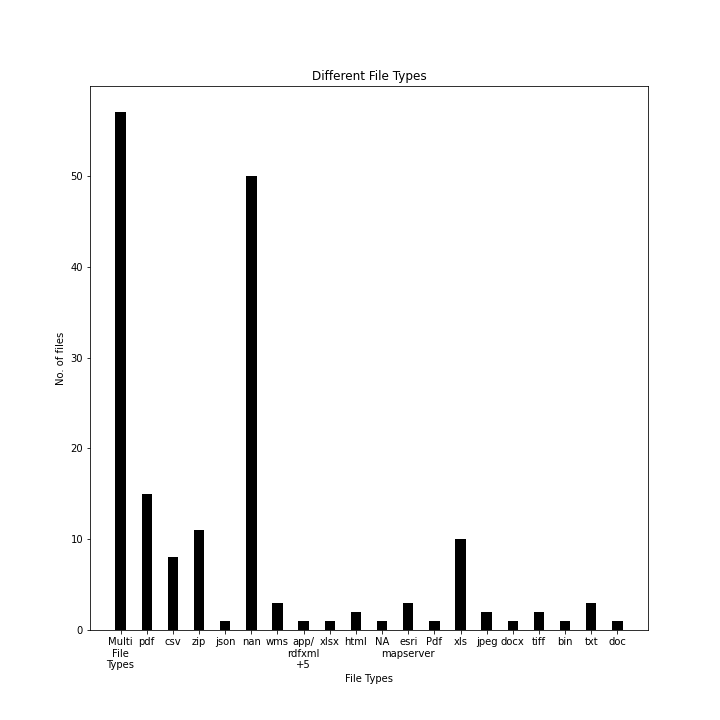 Different File Types
No. of files
50
40
30
20
10
0
Multi
File
Types
pdf
csv
zip
json
nan
wms
app/
rdfxml
+5
xlsx
html
NA
esri
mapserver
Pdf
xls
jpeg
docx
tiff
bin
txt
doc
File Types